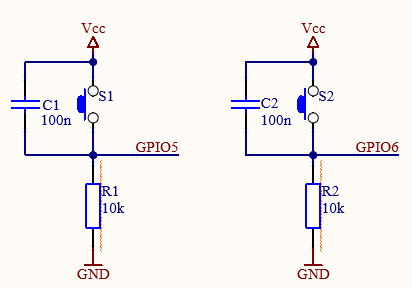 Vcc
Vcc
C1
100n
S1
C2
100n
S2
GPIO5
GPIO6
R1
10k
R2
10k
GND
GND